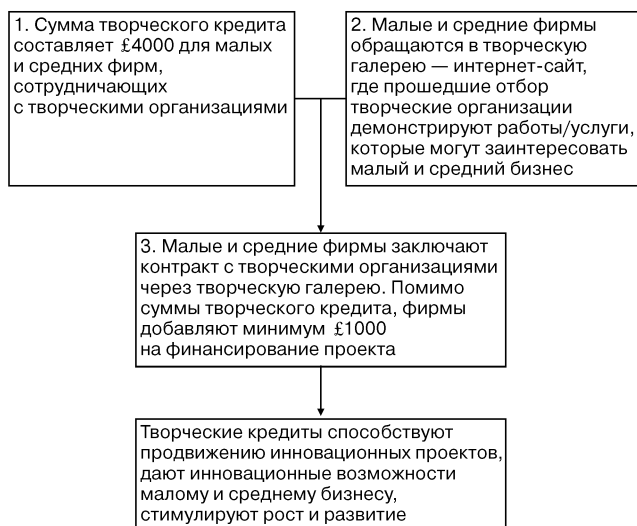 1. Сумма творческого кредита
составляет £4000 для малых
и средних фирм,
сотрудничающих
с творческими организациями
2. Малые и средние фирмы
обращаются в творческую
галерею — интернет-сайт,
где прошедшие отбор
творческие организации
демонстрируют работы/услуги,
которые могут заинтересовать
малый и средний бизнес
3. Малые и средние фирмы заключают
контракт с творческими организациями
через творческую галерею. Помимо
суммы творческого кредита, фирмы
добавляют минимум £1000
на финансирование проекта
Творческие кредиты способствуют
продвижению инновационных проектов,
дают инновационные возможности
малому и среднему бизнесу,
стимулируют рост и развитие